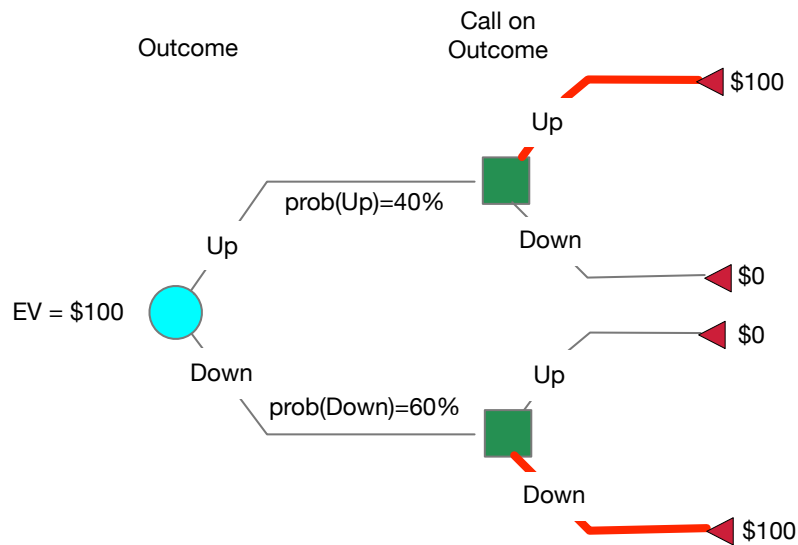 Outcome
Call on
Outcome
$100
Up
prob(Up)=40%
Up
Down
$0
EV = $100
$0
Down
Up
prob(Down)=60%
Down
$100